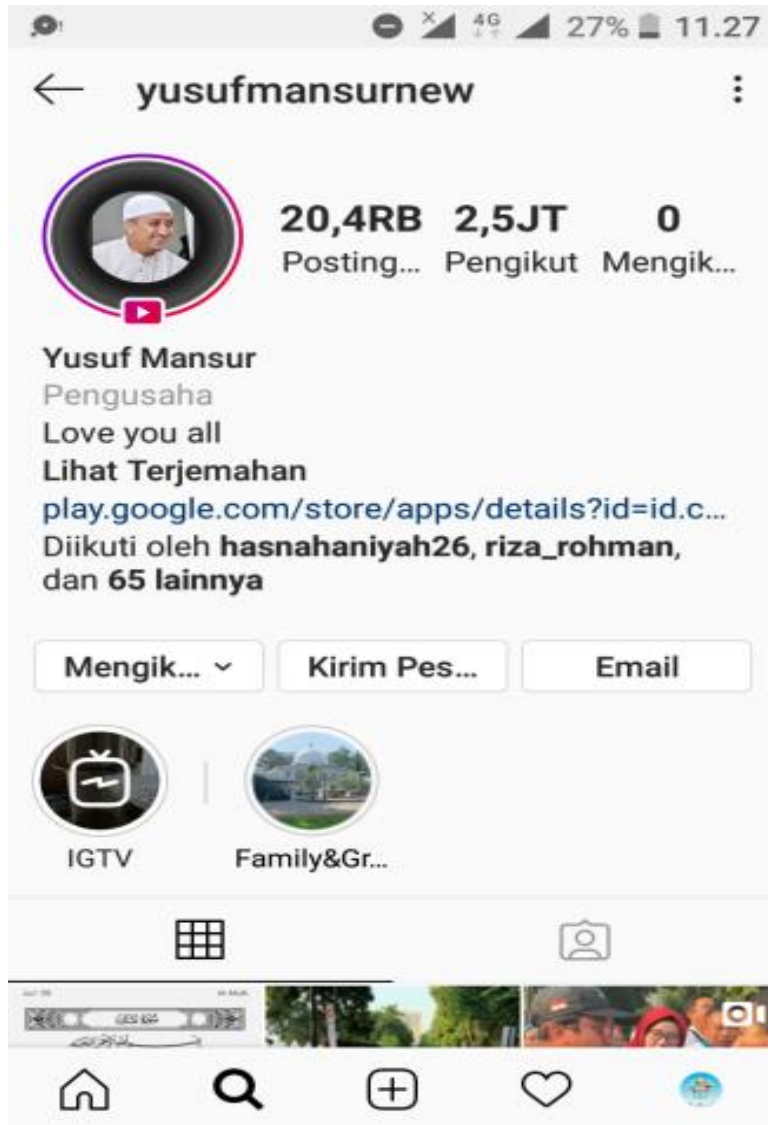 4G 27% 11.27
yusufmansurnew
20,4RB 2,5JT 0
Posting... Pengikut Mengik...
Yusuf Mansur
Pengusaha
Love you all
Lihat Terjemahan
play.google.com/store/apps/details?id=id.c...
Diikuti oleh hasnahaniyah26, riza_rohman,
dan 65 lainnya
Mengik... Kirim Pes... Email
IGTV Family&Gr...